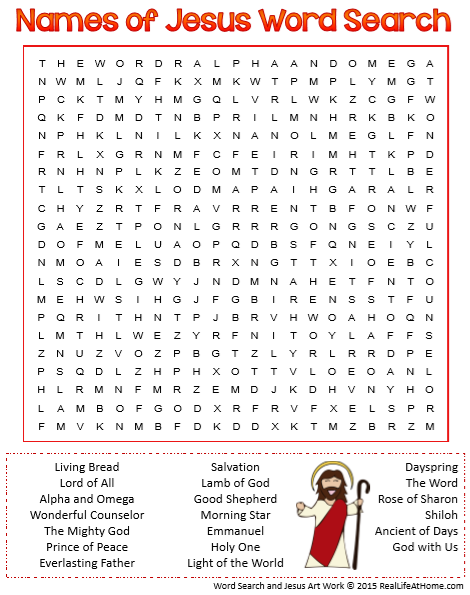 Names of Jesus Word Search
T H E W O R D R A L P H A A N D O M E G A
N W M L J Q F K X M K W T P M P L Y M G T
P C K T M Y H M G Q L V R L W K Z C G F W
Q K F D M D T N B P R I L M N H R K B K O
N P H K L N I L K X N A N O L M E G L F N
F R L X G R N M F C F E I R I M H T K P D
R N H N P L K Z E O M T D N G R T T L B E
T L T S K X L O D M A P A I H G A R A L R
C H Y Z R T F R A V R R E N T B F O N W F
G A E Z T P O N L G R R R G O N G S C Z U
D O F M E L U A O P Q D B S F Q N E I Y L
N M O A I E S D B R X N G T T X I O E B C
L S C D L G W Y J N D M N A H E T F N T O
M E H W S I H G J F G B I R E N S S T F U
P Q R I T H N T P J B R V H W O A H O Q N
L M T H L W E Z Y R F N I T O Y L A F F S
Z N U Z V O Z P B G T Z L Y R L R R D P E
P S Q D L Z H P H X O T T V L O E O A N L
H L R M N F M R Z E M D J K D H V N Y H O
L A M B O F G O D X R F R V F X E L S P R
F M V K N M B F D K D D X K T M Z B R Z M
Living Bread Salvation Dayspring
Lord of All Lamb of God The Word
Alpha and Omega Good Shepherd Rose of Sharon
Wonderful Counselor Morning Star Shiloh
The Mighty God Emmanuel Ancient of Days
Prince of Peace Holy One God with Us
Everlasting Father Light of the World
Word Search and Jesus Art Work © 2015 RealLifeAtHome.com